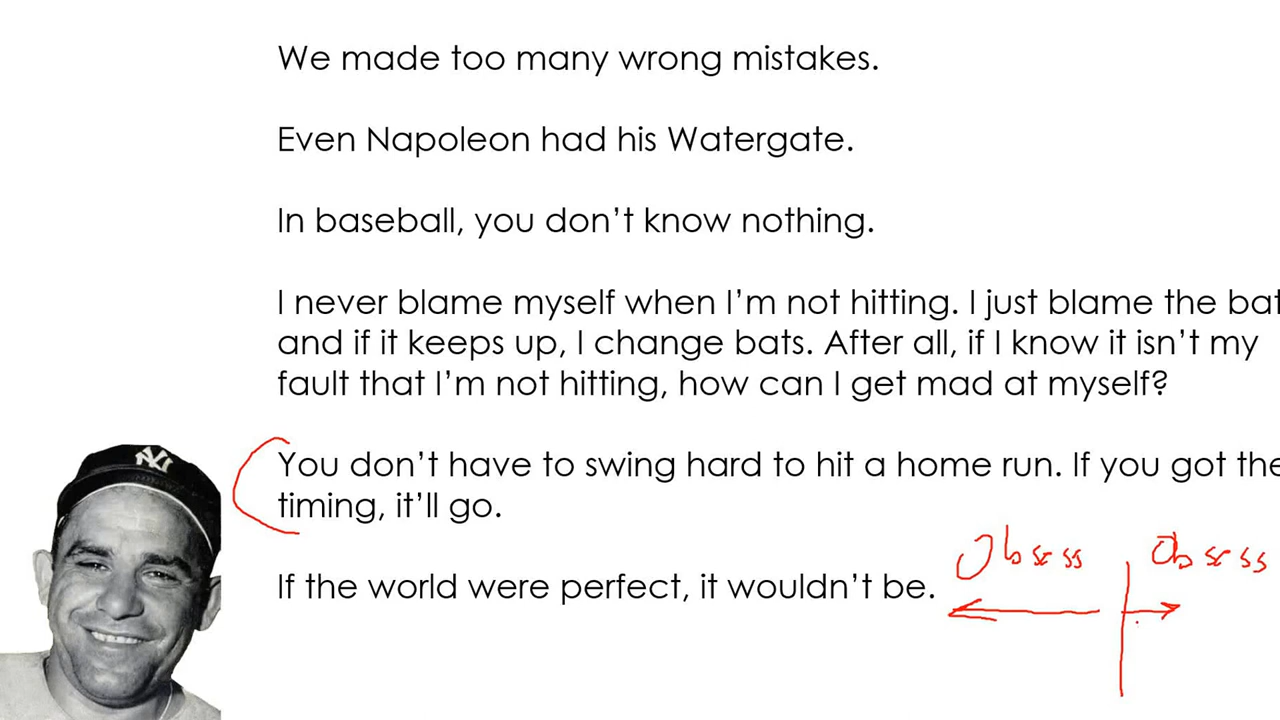 We made too many wrong mistakes.
Even Napoleon had his Watergate.
In baseball, you don't know nothing.
I never blame myself when I'm not hitting. I just blame the bat
and if it keeps up, I change bats. After all, if I know it isn't my
fault that I'm not hitting, how can I get mad at myself?
You don't have to swing hard to hit a home run. If you got the
timing, it'll go.
Obsess Obsess
If the world were perfect, it wouldn't be.
NY